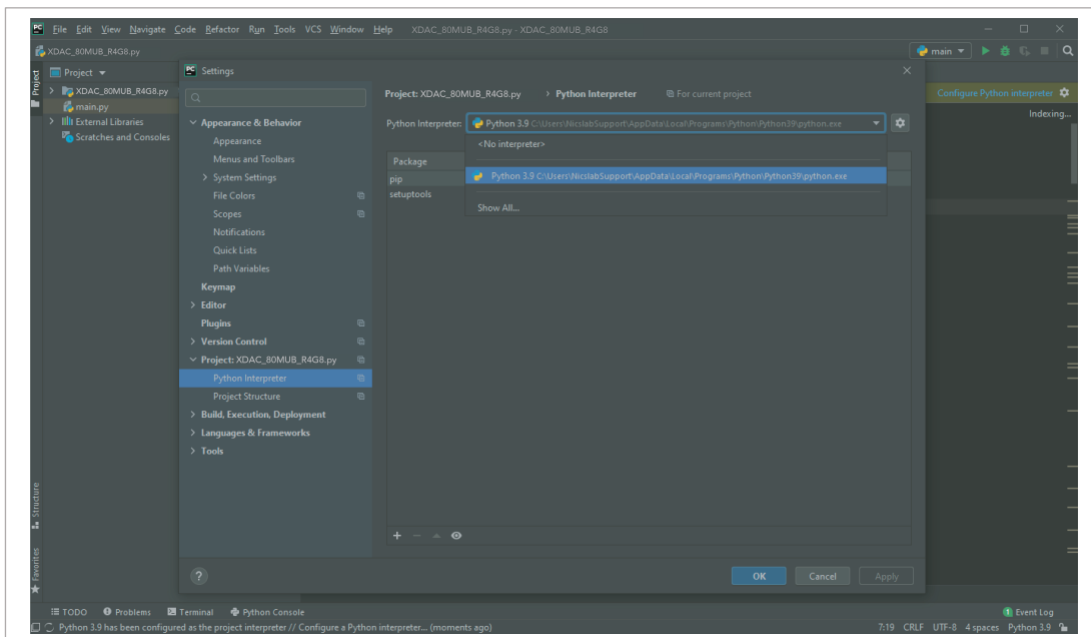 PC File Edit View Navigate Code Refactor Run Tools VCS Window Help XDAC_80MUB_R4G8.py - XDAC_80MUB_R4G8
XDAC_80MUB_R4G8.py
main
Project
Project
XDAC_80MUB_R4G8.py
main.py
External Libraries
Scratches and Consoles
Configure Python interpreter
Indexing...
PC Settings
Appearance & Behavior
Appearance
Menus and Toolbars
System Settings
File Colors
Scopes
Notifications
Quick Lists
Path Variables
Keymap
Editor
Plugins
Version Control
Project: XDAC_80MUB_R4G8.py
Python Interpreter
Project Structure
Build, Execution, Deployment
Languages & Frameworks
Tools
Project: XDAC_80MUB_R4G8.py > Python Interpreter For current project
Python Interpreter: Python 3.9 C:\Users\NicslabSupport\AppData\Local\Programs\Python\Python39\python.exe
<No interpreter>
Python 3.9 C:\Users\NicslabSupport\AppData\Local\Programs\Python\Python39\python.exe
Show All...
Package
pip
setuptools
?
OK Cancel Apply
Structure
Favorites
TODO Problems Terminal Python Console 1 Event Log
Python 3.9 has been configured as the project interpreter // Configure a Python interpreter... (moments ago) 7:19 CRLF UTF-8 4 spaces Python 3.9